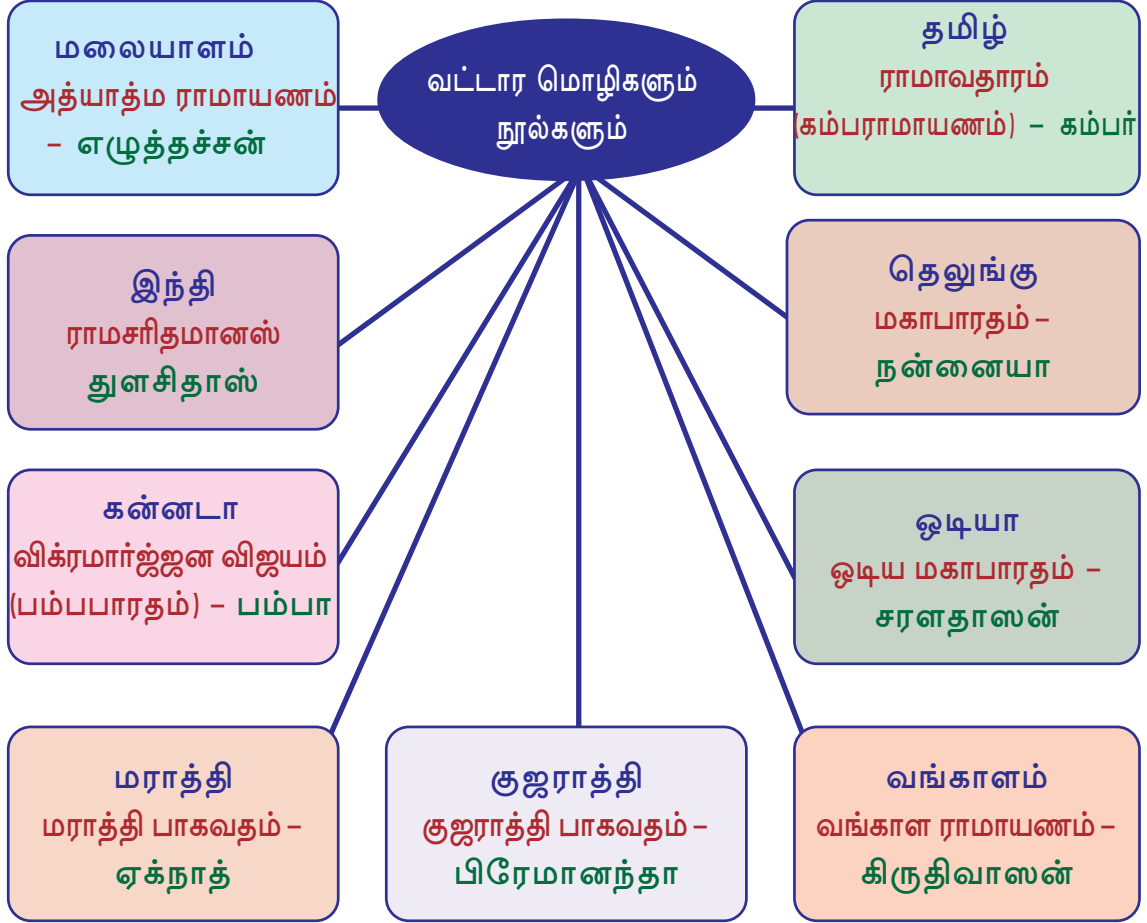 வட்டார மொழிகளும்
நூல்களும்
மலையாளம்
அத்யாத்ம ராமாயணம்
– எழுத்தச்சன்
தமிழ்
ராமாவதாரம்
(கம்பராமாயணம்) – கம்பர்
இந்தி
ராமசரிதமானஸ்
துளசிதாஸ்
தெலுங்கு
மகாபாரதம் –
நன்னையா
கன்னடா
விக்ரமார்ஜ்ஜன விஜயம்
(பம்பபாரதம்) – பம்பா
ஒடியா
ஒடிய மகாபாரதம் –
சரளதாஸன்
மராத்தி
மராத்தி பாகவதம் –
ஏக்நாத்
குஜராத்தி
குஜராத்தி பாகவதம் –
பிரேமானந்தா
வங்காளம்
வங்காள ராமாயணம் –
கிருதிவாஸன்